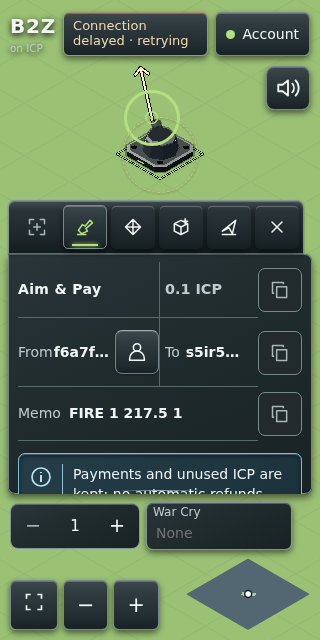 B2Z
on ICP
Connection
delayed · retrying
Account
Aim & Pay
0.1 ICP
From f6a7f...
To s5ir5...
Memo FIRE 1 217.5 1
Payments and unused ICP are
kept; no automatic refunds
1
War Cry
None